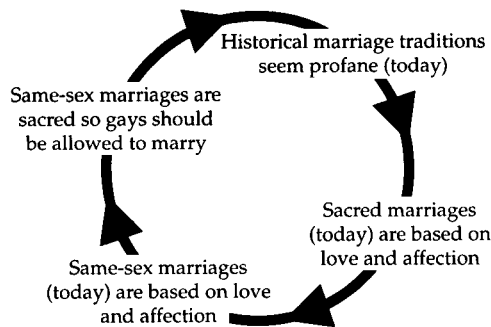 Historical marriage traditions
seem profane (today)
Sacred marriages
(today) are based on
love and affection
Same-sex marriages
(today) are based on love
and affection
Same-sex marriages are
sacred so gays should
be allowed to marry